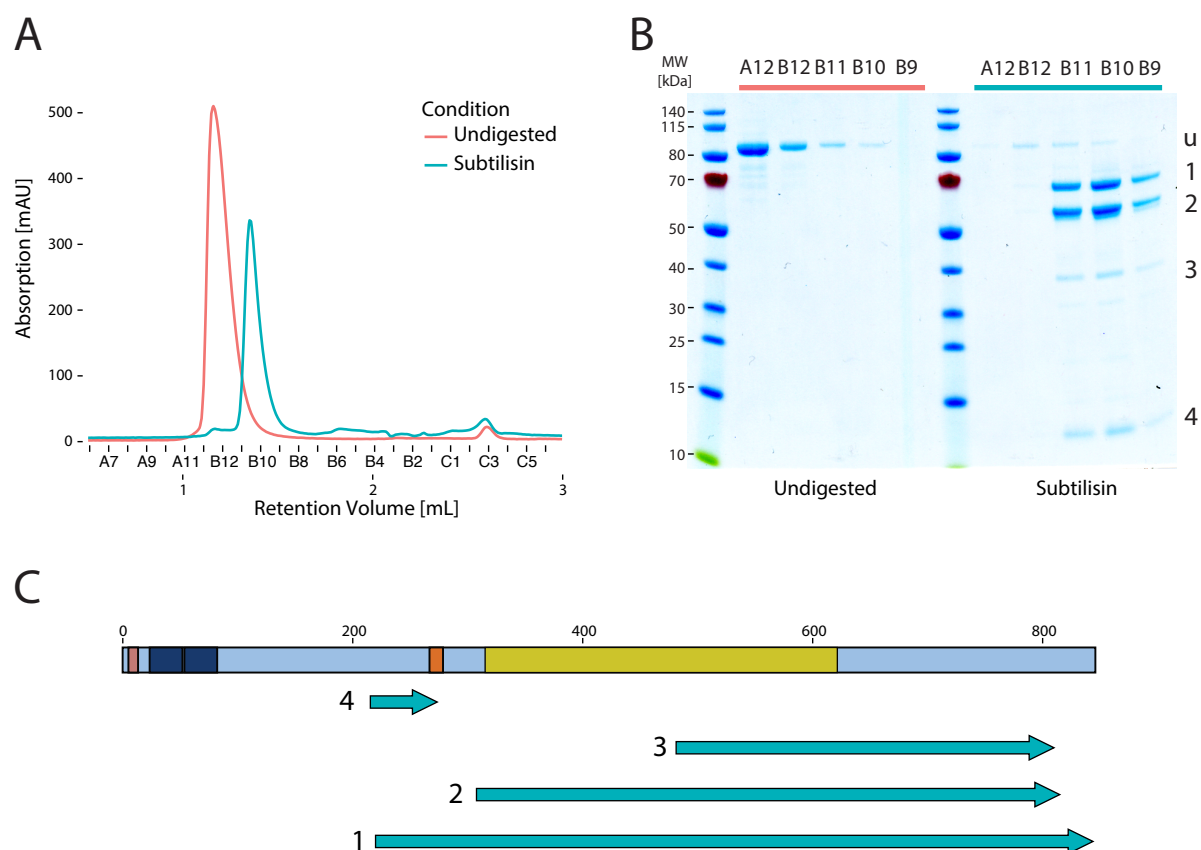 A
Condition
Undigested
Subtilisin
Absorption [mAU]
500
400
300
200
100
0
A7 A9 A11 B12 B10 B8 B6 B4 B2 C1 C3 C5
1 2 3
Retention Volume [mL]
B
MW
[kDa]
A12 B12 B11 B10 B9
A12 B12 B11 B10 B9
140
115
80
70
50
40
30
25
15
10
u
1
2
3
4
Undigested
Subtilisin
C
0 200 400 600 800
4
3
2
1